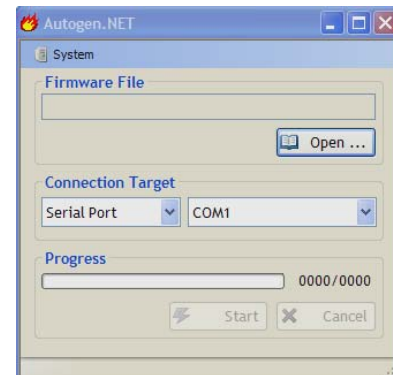 Autogen.NET
System
Firmware File
Open ...
Connection Target
Serial Port COM1
Progress
0000/0000
Start Cancel